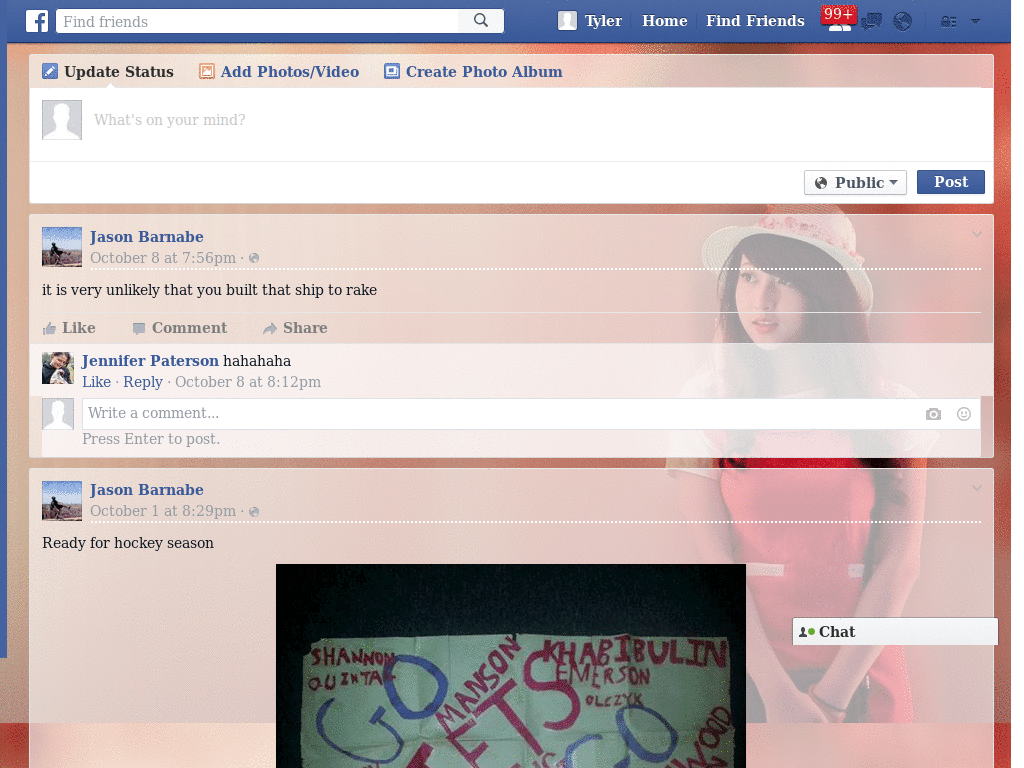 f Find friends
Tyler Home Find Friends 99+
Update Status Add Photos/Video Create Photo Album
What's on your mind?
Public Post
Jason Barnabe
October 8 at 7:56pm ·
it is very unlikely that you built that ship to rake
Like Comment Share
Jennifer Paterson hahahaha
Like · Reply · October 8 at 8:12pm
Write a comment...
Press Enter to post.
Jason Barnabe
October 1 at 8:29pm ·
Ready for hockey season
Chat
SHANNON
QUINTAL
MANSON
KHABIBULIN
EMERSON
OLCZYK
GO
JETS
GO